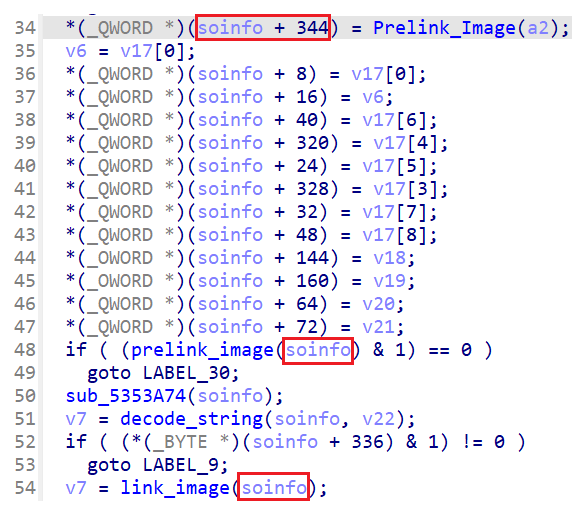 34 *(_QWORD *)(soinfo + 344) = Prelink_Image(a2);
35 v6 = v17[0];
36 *(_QWORD *)(soinfo + 8) = v17[0];
37 *(_QWORD *)(soinfo + 16) = v6;
38 *(_QWORD *)(soinfo + 40) = v17[6];
39 *(_QWORD *)(soinfo + 320) = v17[4];
40 *(_QWORD *)(soinfo + 24) = v17[5];
41 *(_QWORD *)(soinfo + 328) = v17[3];
42 *(_QWORD *)(soinfo + 32) = v17[7];
43 *(_QWORD *)(soinfo + 48) = v17[8];
44 *(_OWORD *)(soinfo + 144) = v18;
45 *(_OWORD *)(soinfo + 160) = v19;
46 *(_QWORD *)(soinfo + 64) = v20;
47 *(_QWORD *)(soinfo + 72) = v21;
48 if ( (prelink_image(soinfo) & 1) == 0 )
49 goto LABEL_30;
50 sub_5353A74(soinfo);
51 v7 = decode_string(soinfo, v22);
52 if ( (*(_BYTE *)(soinfo + 336) & 1) != 0 )
53 goto LABEL_9;
54 v7 = link_image(soinfo);